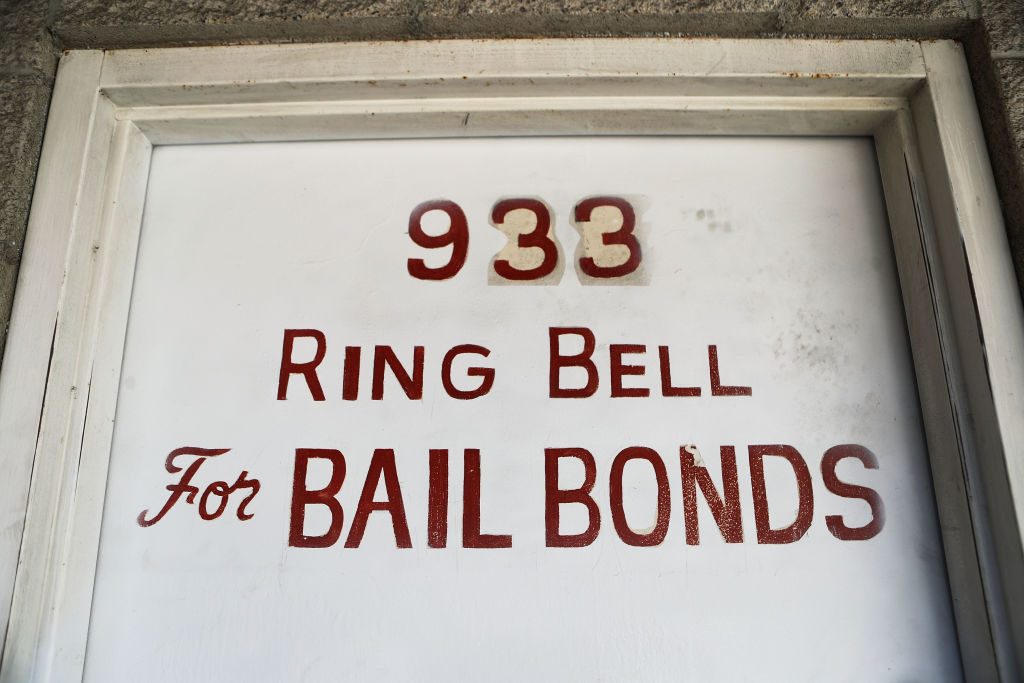 933
RING BELL
For BAIL BONDS